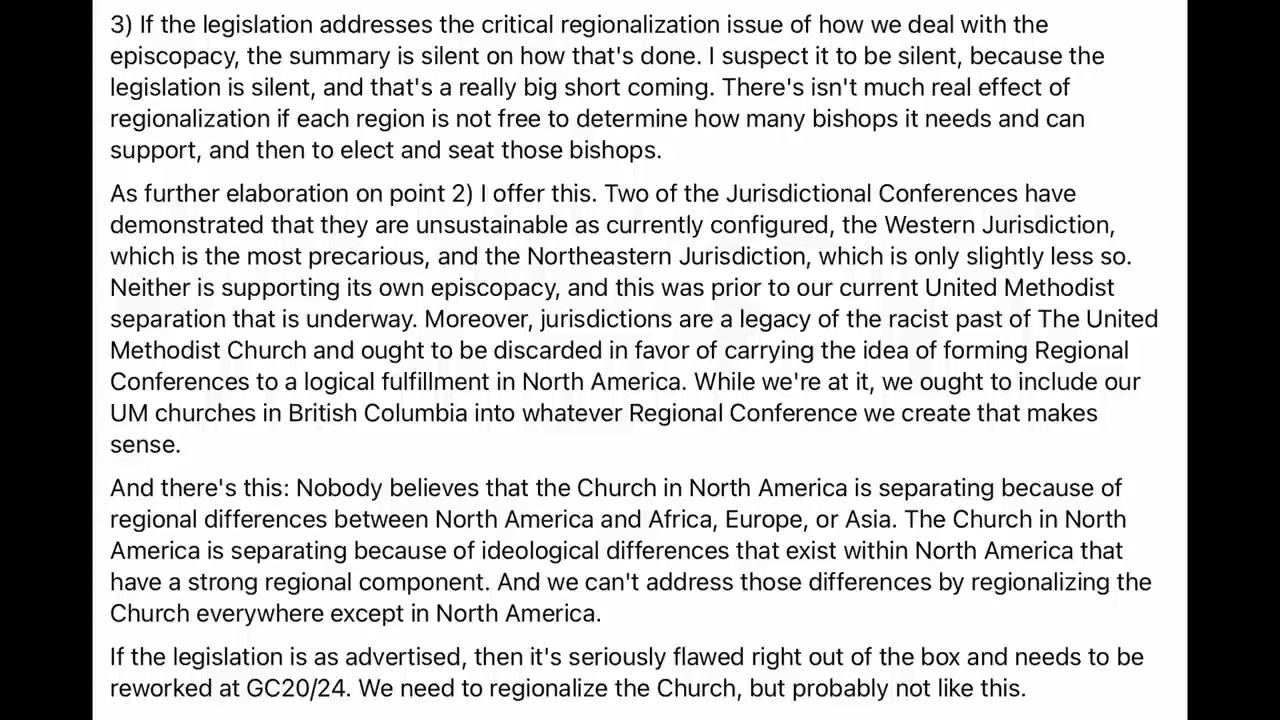 3) If the legislation addresses the critical regionalization issue of how we deal with the
episcopacy, the summary is silent on how that's done. I suspect it to be silent, because the
legislation is silent, and that's a really big short coming. There's isn't much real effect of
regionalization if each region is not free to determine how many bishops it needs and can
support, and then to elect and seat those bishops.
As further elaboration on point 2) I offer this. Two of the Jurisdictional Conferences have
demonstrated that they are unsustainable as currently configured, the Western Jurisdiction,
which is the most precarious, and the Northeastern Jurisdiction, which is only slightly less so.
Neither is supporting its own episcopacy, and this was prior to our current United Methodist
separation that is underway. Moreover, jurisdictions are a legacy of the racist past of The United
Methodist Church and ought to be discarded in favor of carrying the idea of forming Regional
Conferences to a logical fulfillment in North America. While we're at it, we ought to include our
UM churches in British Columbia into whatever Regional Conference we create that makes
sense.
And there's this: Nobody believes that the Church in North America is separating because of
regional differences between North America and Africa, Europe, or Asia. The Church in North
America is separating because of ideological differences that exist within North America that
have a strong regional component. And we can't address those differences by regionalizing the
Church everywhere except in North America.
If the legislation is as advertised, then it's seriously flawed right out of the box and needs to be
reworked at GC20/24. We need to regionalize the Church, but probably not like this.